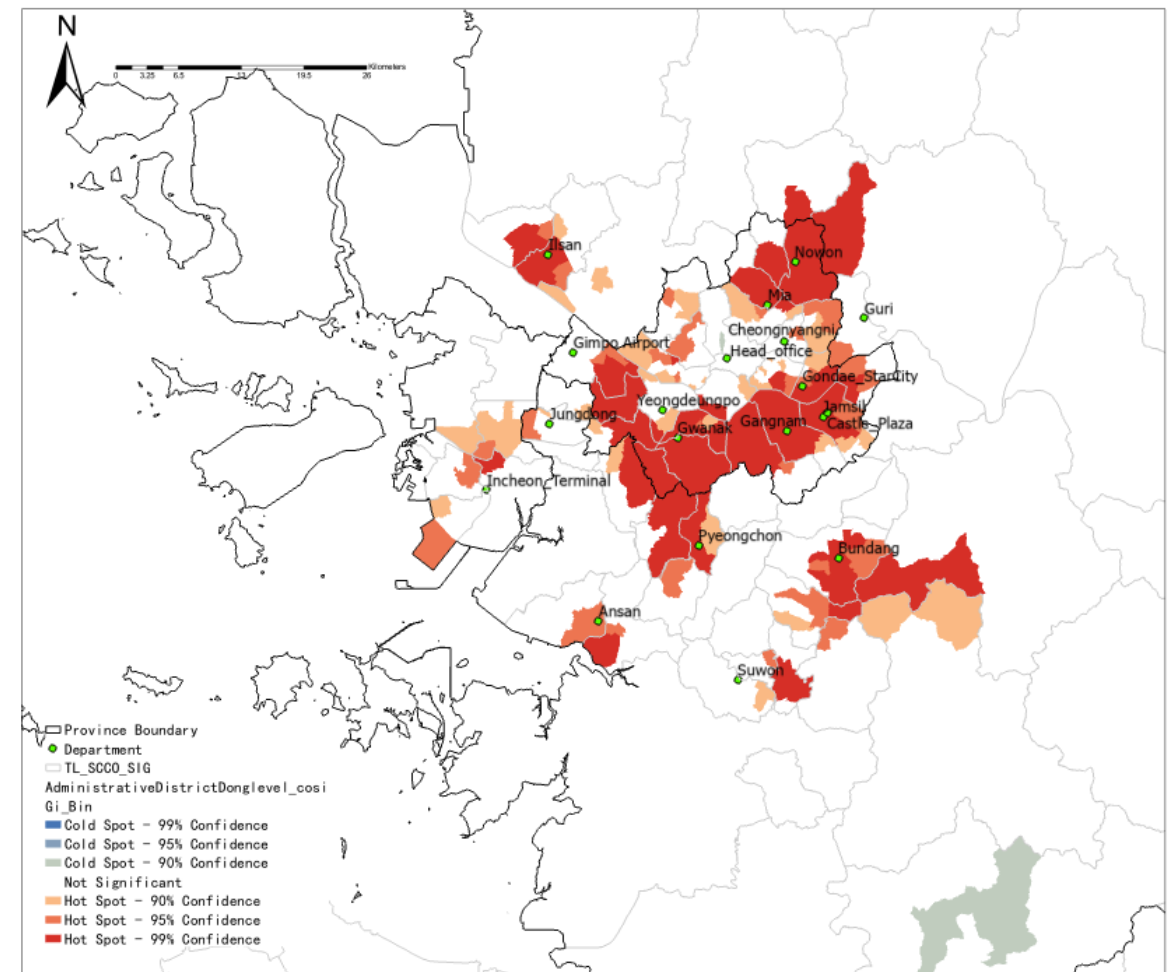 N
Kilometers
0 3.25 6.5 13 19.5 26
Ilsan
Nowon
Mia
Guri
Cheongnyangni
Gimpo Airport
Head_office
Gondae_StarCity
Yeongdeungpo
Jamsil
Jungdong
Gangnam
Castle_Plaza
Gwanak
Incheon_Terminal
Pyeongchon
Bundang
Ansan
Suwon
Province Boundary
Department
TL_SCCO_SIG
AdministrativeDistrictDonglevel_cosi
Gi_Bin
Cold Spot - 99% Confidence
Cold Spot - 95% Confidence
Cold Spot - 90% Confidence
Not Significant
Hot Spot - 90% Confidence
Hot Spot - 95% Confidence
Hot Spot - 99% Confidence